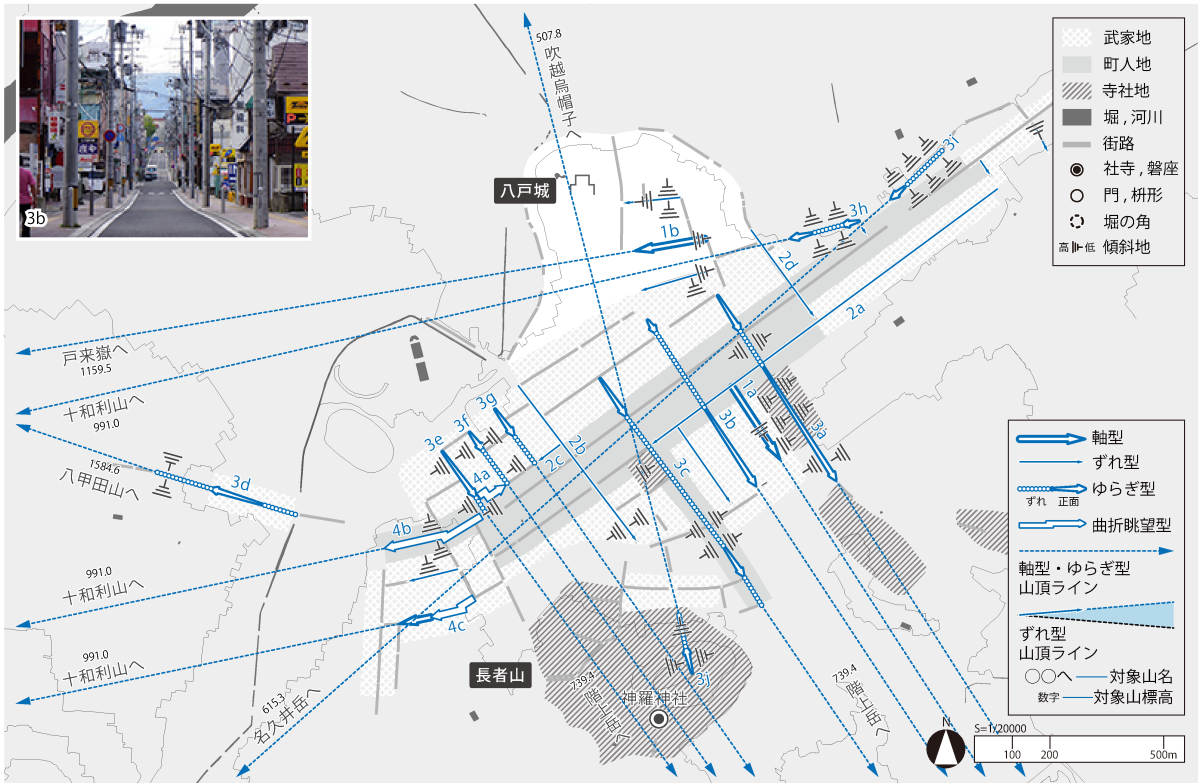 3b
507.8
吹越烏帽子へ
八戸城
1b
3h
3i
2d
2a
戸来嶽へ
1159.5
十和利山へ
991.0
1584.6
八甲田山へ
3d
3e
3f
3g
4a
2c
2b
3c
3b
1a
3a
4b
991.0
十和利山へ
4c
991.0
十和利山へ
長者山
3j
神羅神社
615.3
名久井岳へ
739.4
階上岳へ
739.4
階上岳へ
武家地
町人地
寺社地
堀 , 河川
街路
社寺 , 磐座
門 , 枡形
堀の角
高 低 傾斜地
軸型
ずれ型
ゆらぎ型
ずれ 正面
曲折眺望型
軸型・ゆらぎ型
山頂ライン
ずれ型
山頂ライン
○○へ 対象山名
数字 対象山標高
N
S=1/20000
100 200 500m